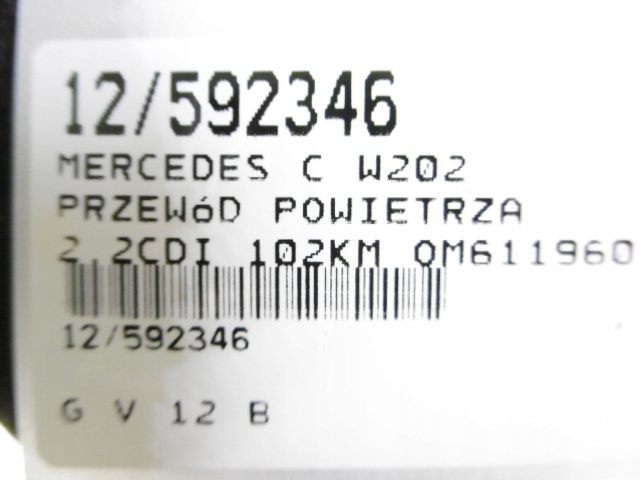 12/592346
MERCEDES C W202
PRZEWóD POWIETRZA
2.2CDI 102KM OM611960
12/592346
G V 12 B